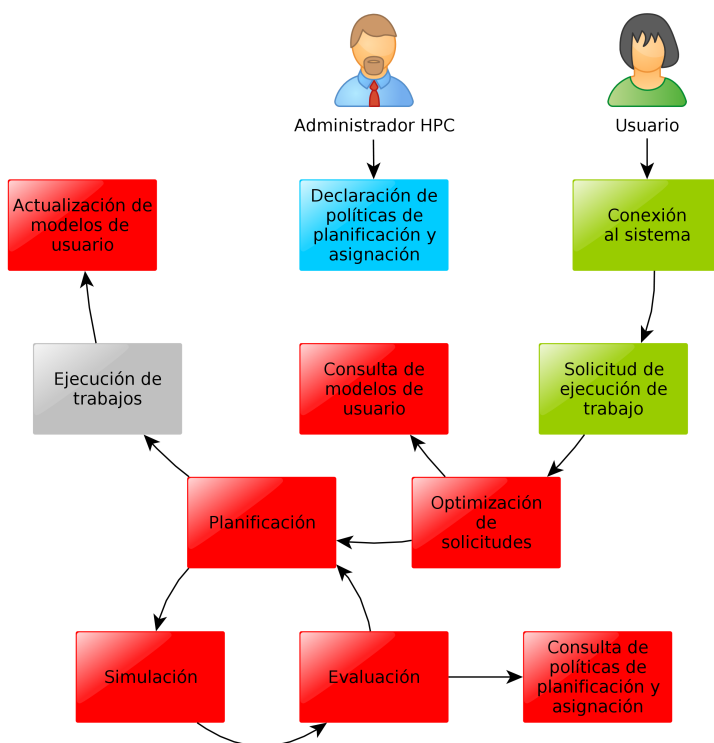 Administrador HPC
Usuario
Actualización de
modelos de
usuario
Declaración de
políticas de
planificación y
asignación
Conexión
al sistema
Ejecución de
trabajos
Consulta de
modelos de
usuario
Solicitud de
ejecución de
trabajo
Planificación
Optimización
de
solicitudes
Simulación
Evaluación
Consulta de
políticas de
planificación y
asignación